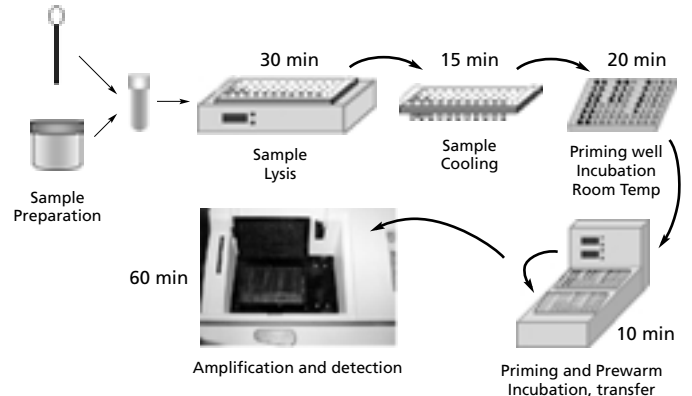 30 min
15 min
20 min
Sample
Lysis
Sample
Cooling
Priming well
Incubation
Room Temp
Sample
Preparation
60 min
10 min
Amplification and detection
Priming and Prewarm
Incubation, transfer